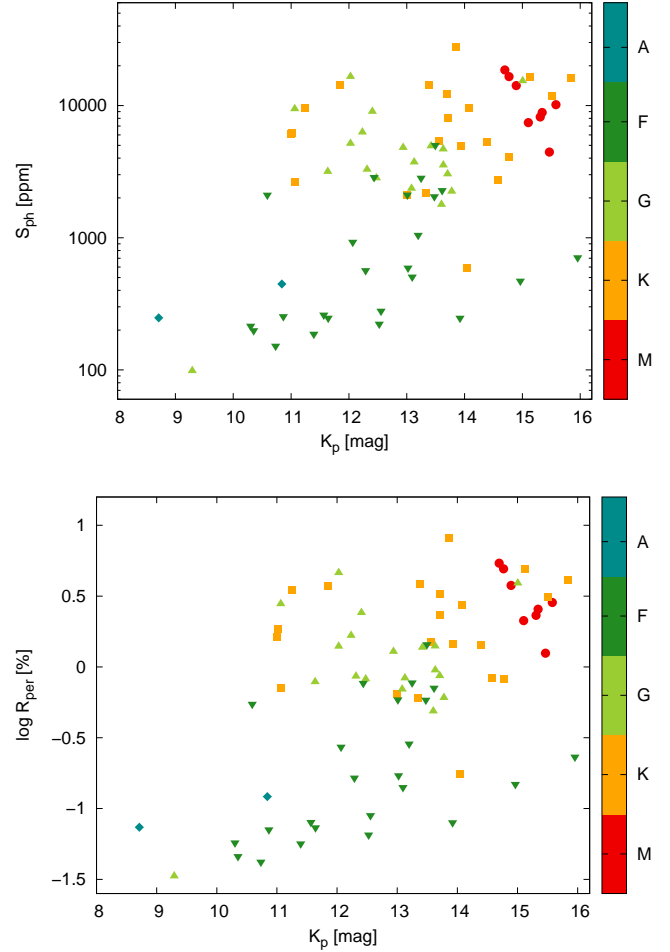 10000
1000
100
S_ph [ppm]
8 9 10 11 12 13 14 15 16
K_p [mag]
A
F
G
K
M
1
0.5
0
−0.5
−1
−1.5
log R_per [%]
8 9 10 11 12 13 14 15 16
K_p [mag]
A
F
G
K
M